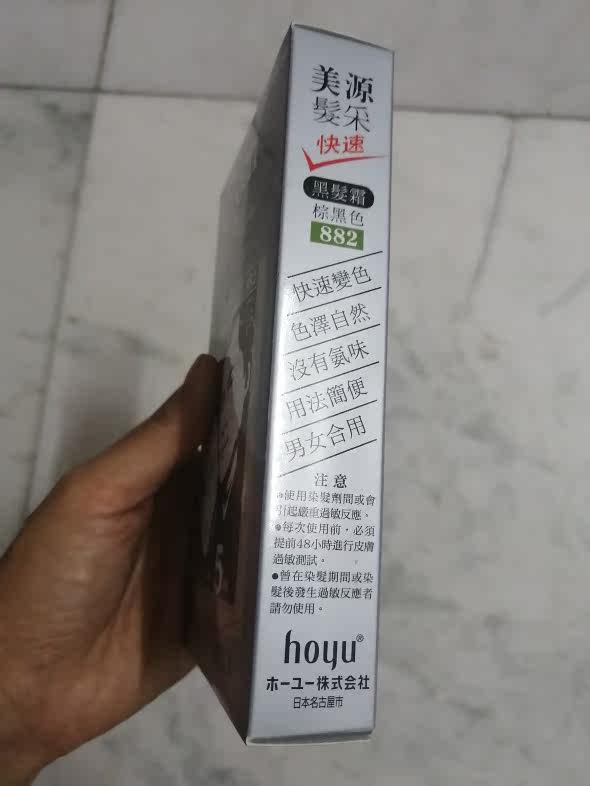 美源
髮采
快速
黑髮霜
棕黑色
882
快速變色
色澤自然
沒有氨味
用法簡便
男女合用
注意
●使用染髮劑間或會
引起嚴重過敏反應。
●每次使用前，必須
提前48小時進行皮膚
過敏測試。
●曾在染髮期間或染
髮後發生過敏反應者
請勿使用。
hoyu®
ホーユー株式会社
日本名古屋市
5